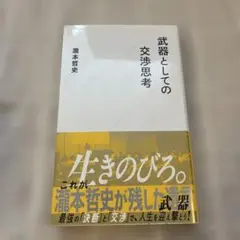 武器としての
交渉思考
瀧本哲史
生きのびろ。
これが
瀧本哲史が残した
武器
最強の「決断」と「交渉」で、人生を迎え撃とう!